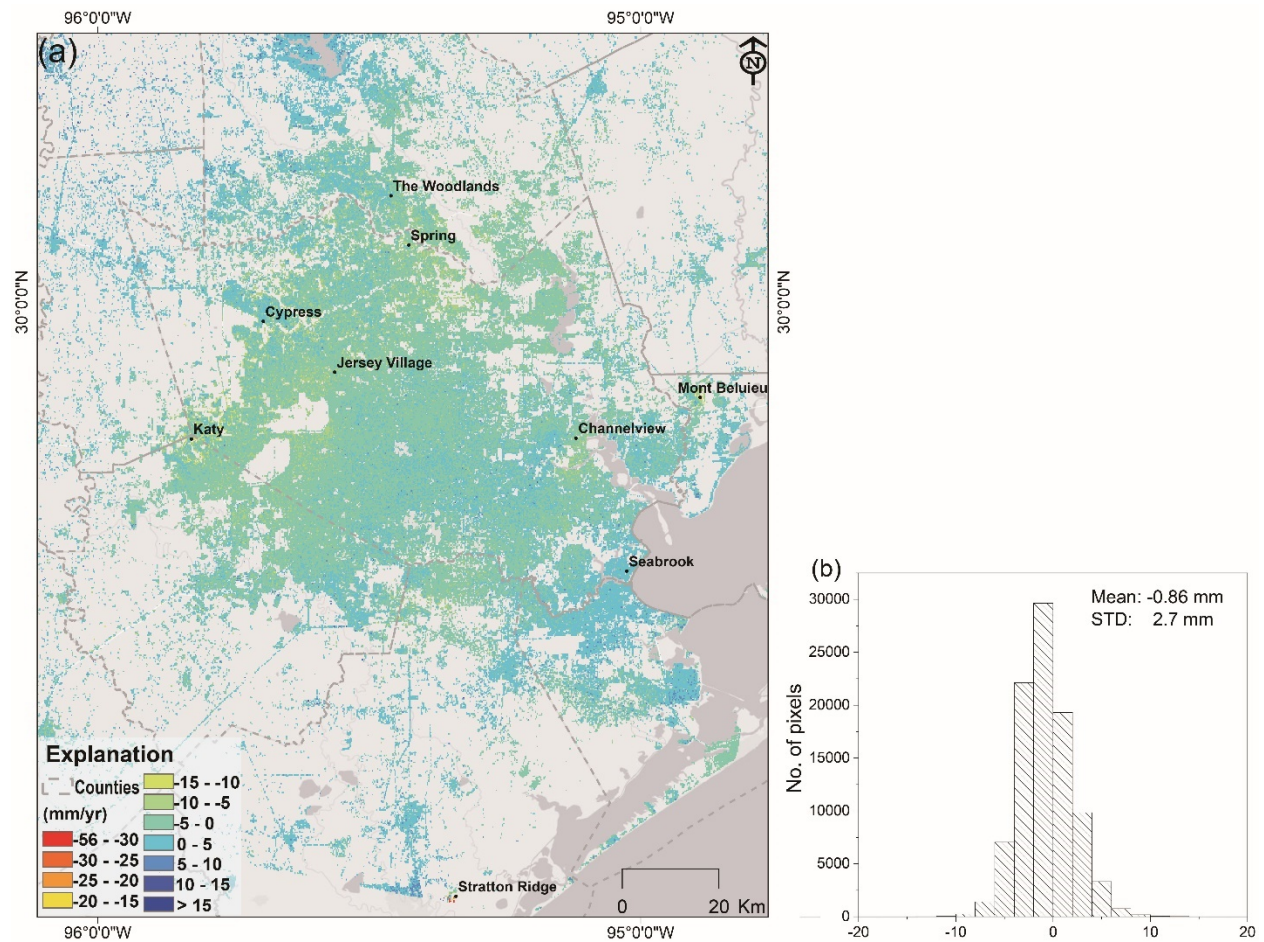 96°0'0"W 95°0'0"W
(a)
N
The Woodlands
Spring
30°0'0"N 30°0'0"N
Cypress
Jersey Village
Mont Beluieu
Katy
Channelview
Seabrook
Stratton Ridge
Explanation
Counties
(mm/yr)
-56 - -30
-30 - -25
-25 - -20
-20 - -15
-15 - -10
-10 - -5
-5 - 0
0 - 5
5 - 10
10 - 15
> 15
0 20 Km
96°0'0"W 95°0'0"W
(b)
Mean: -0.86 mm
STD: 2.7 mm
No. of pixels
30000
25000
20000
15000
10000
5000
0
-20 -10 0 10 20